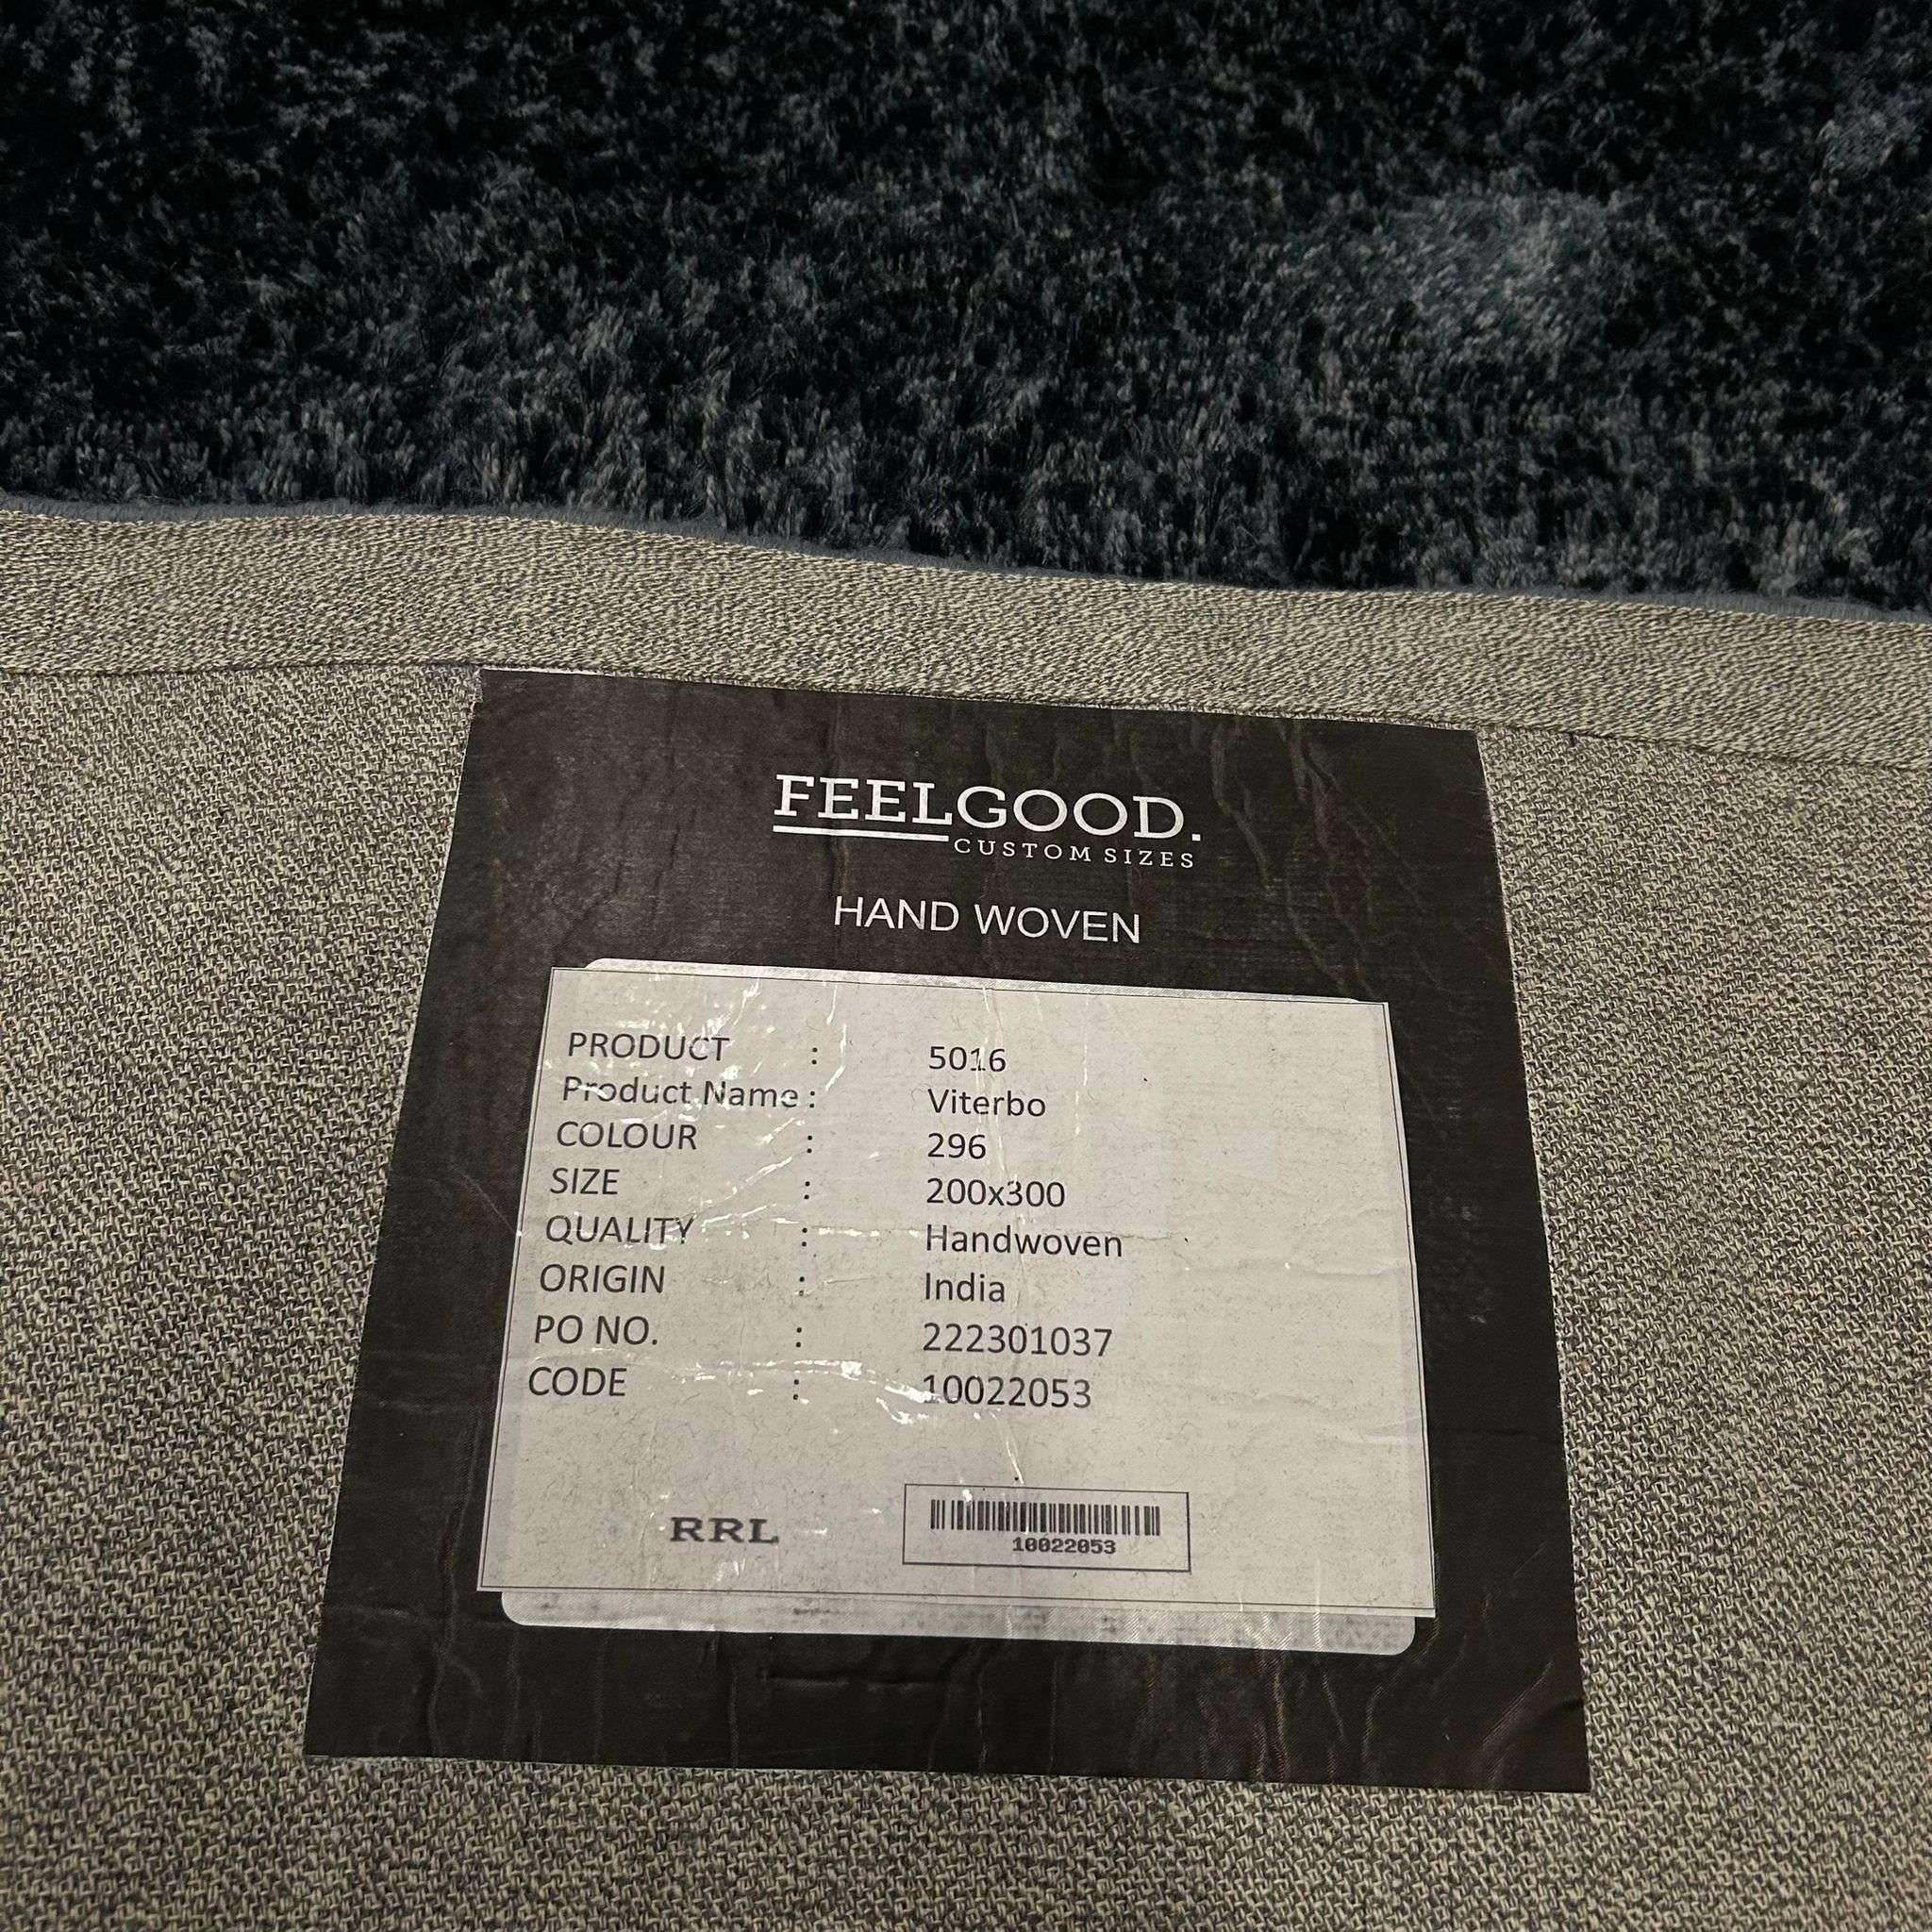 FEELGOOD.
CUSTOM SIZES
HAND WOVEN
PRODUCT : 5016
Product Name : Viterbo
COLOUR : 296
SIZE : 200x300
QUALITY : Handwoven
ORIGIN : India
PO NO. : 222301037
CODE : 10022053
RRL
10022053